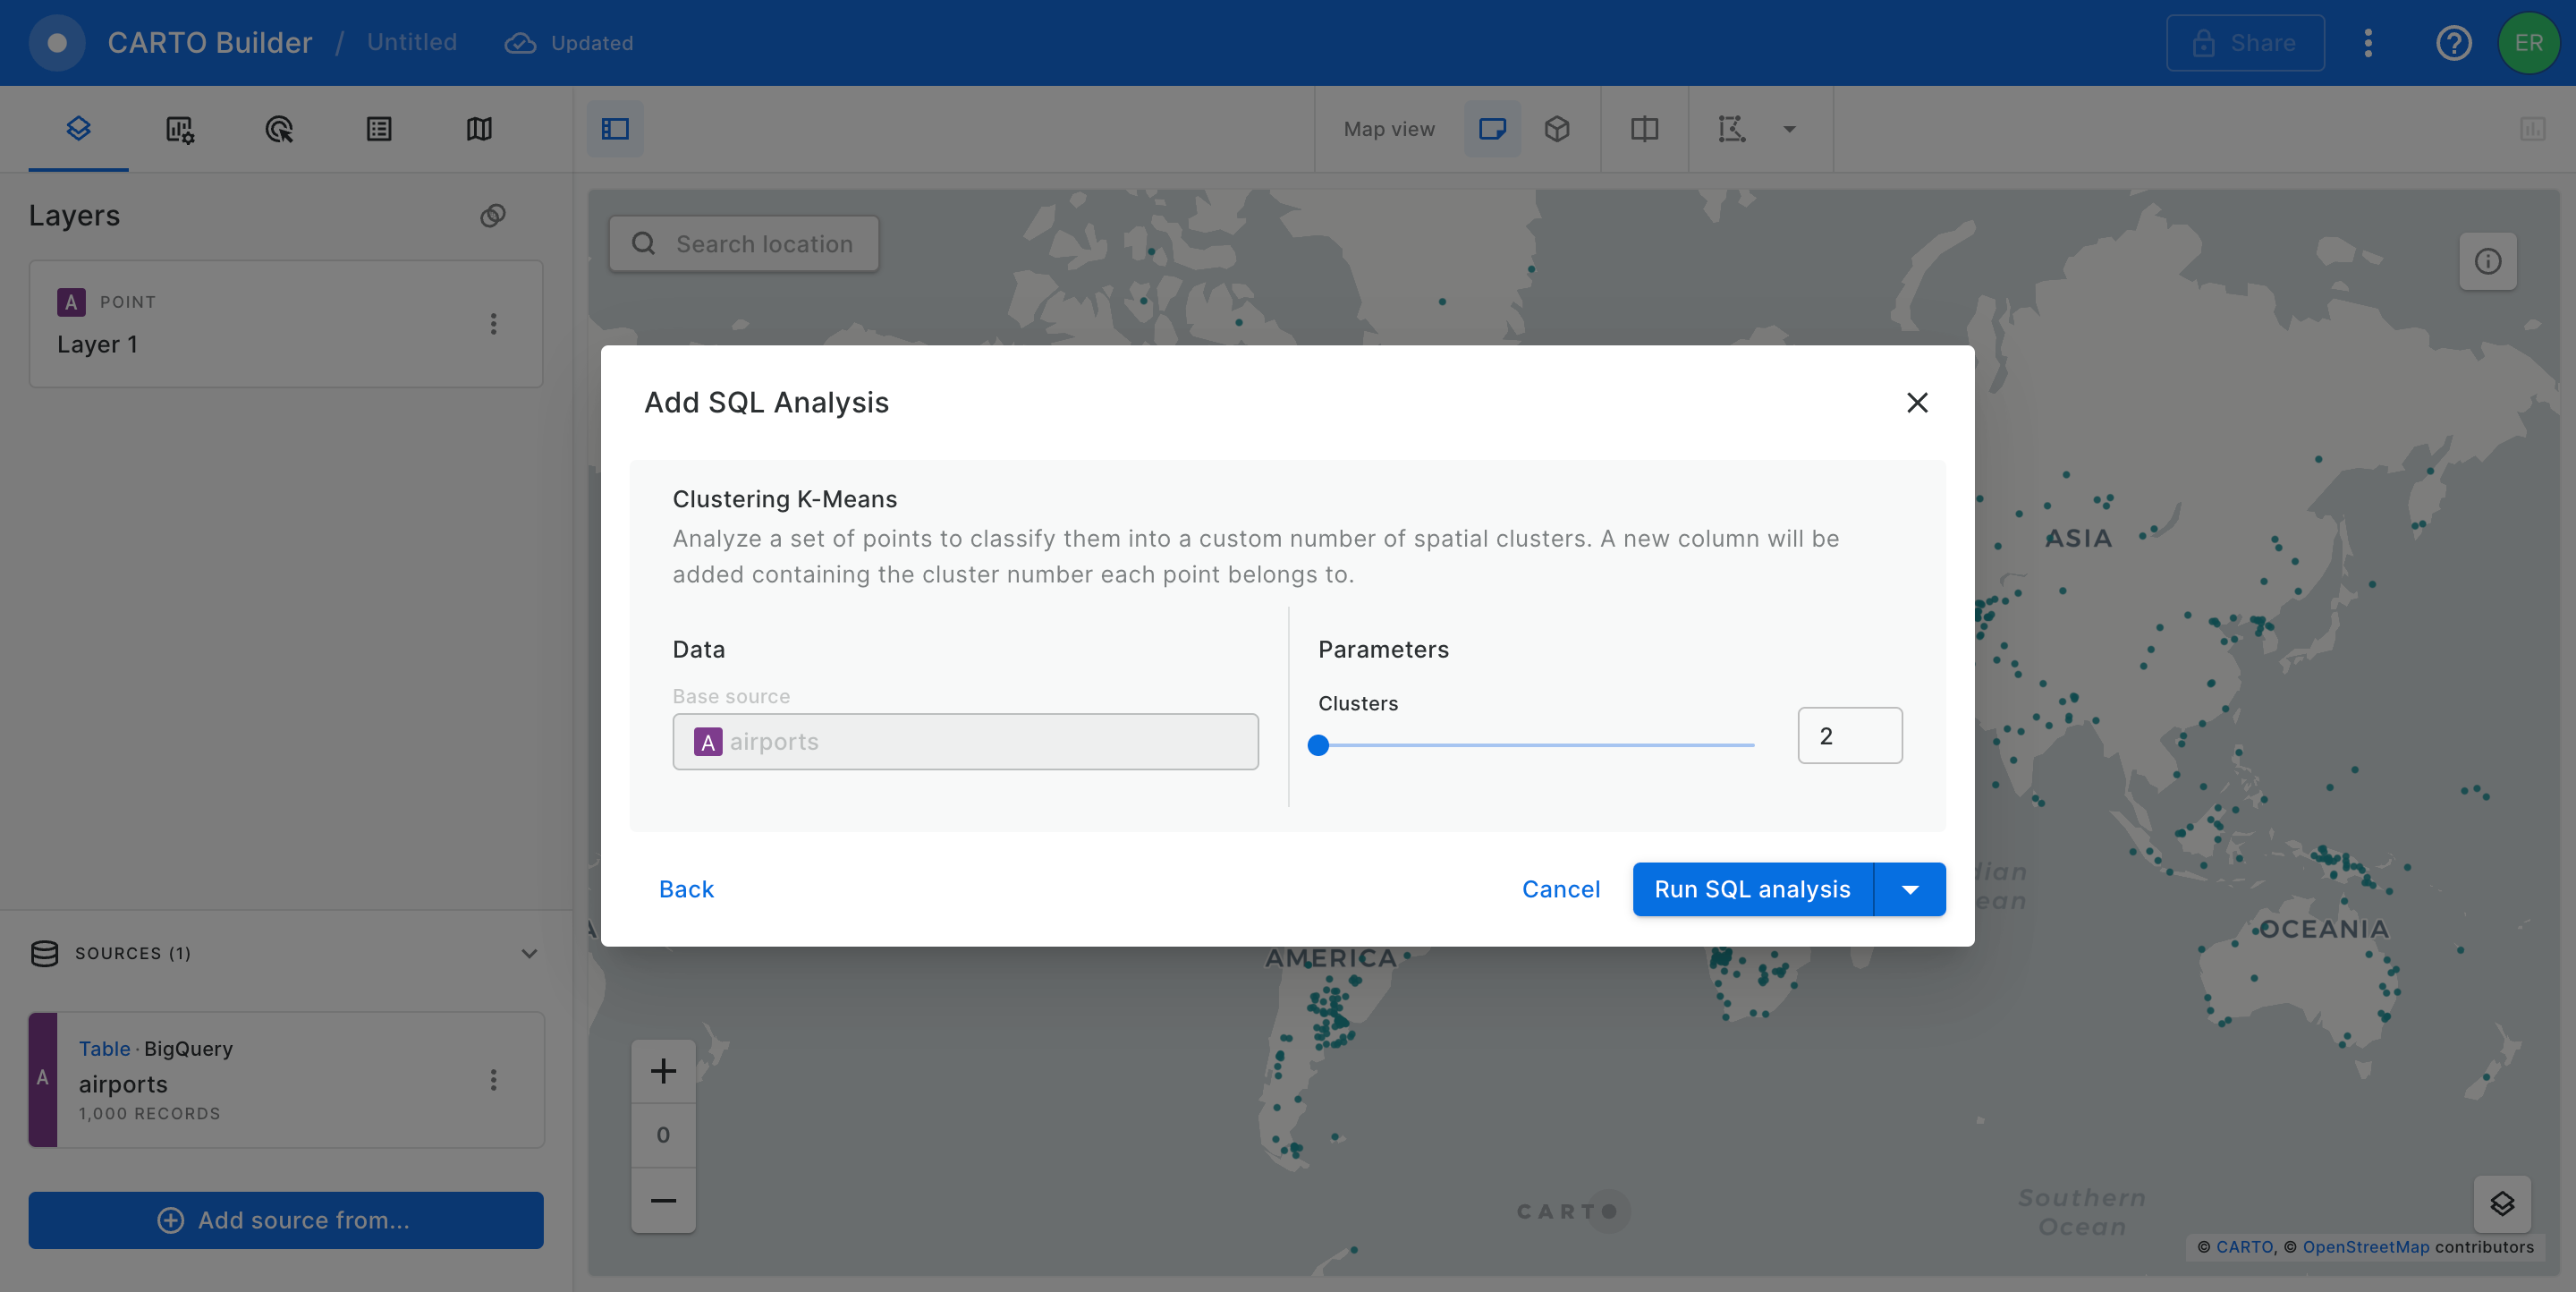 CARTO Builder / Untitled Updated
Share
ER
Map view
Layers
Search location
A POINT
Layer 1
Add SQL Analysis
Clustering K-Means
Analyze a set of points to classify them into a custom number of spatial clusters. A new column will be
added containing the cluster number each point belongs to.
Data
Parameters
Base source
A airports
Clusters
2
Back
Cancel
Run SQL analysis
ASIA
OCEANIA
AMERICA
SOURCES (1)
A
Table · BigQuery
airports
1,000 RECORDS
Add source from...
0
CARTO
Southern
Ocean
© CARTO, © OpenStreetMap contributors